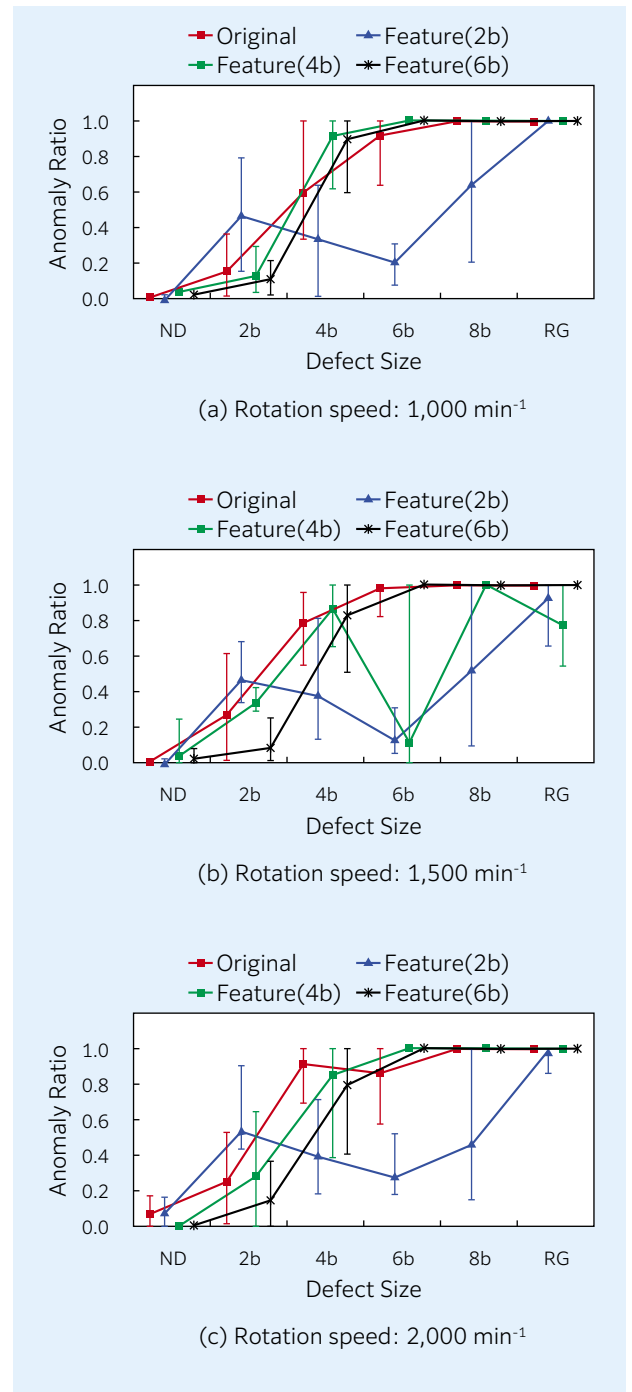 Original Feature(2b)
Feature(4b) Feature(6b)
1.0
0.8
0.6
0.4
0.2
0.0
Anomaly Ratio
ND 2b 4b 6b 8b RG
Defect Size
(a) Rotation speed: 1,000 min⁻¹
Original Feature(2b)
Feature(4b) Feature(6b)
1.0
0.8
0.6
0.4
0.2
0.0
Anomaly Ratio
ND 2b 4b 6b 8b RG
Defect Size
(b) Rotation speed: 1,500 min⁻¹
Original Feature(2b)
Feature(4b) Feature(6b)
1.0
0.8
0.6
0.4
0.2
0.0
Anomaly Ratio
ND 2b 4b 6b 8b RG
Defect Size
(c) Rotation speed: 2,000 min⁻¹